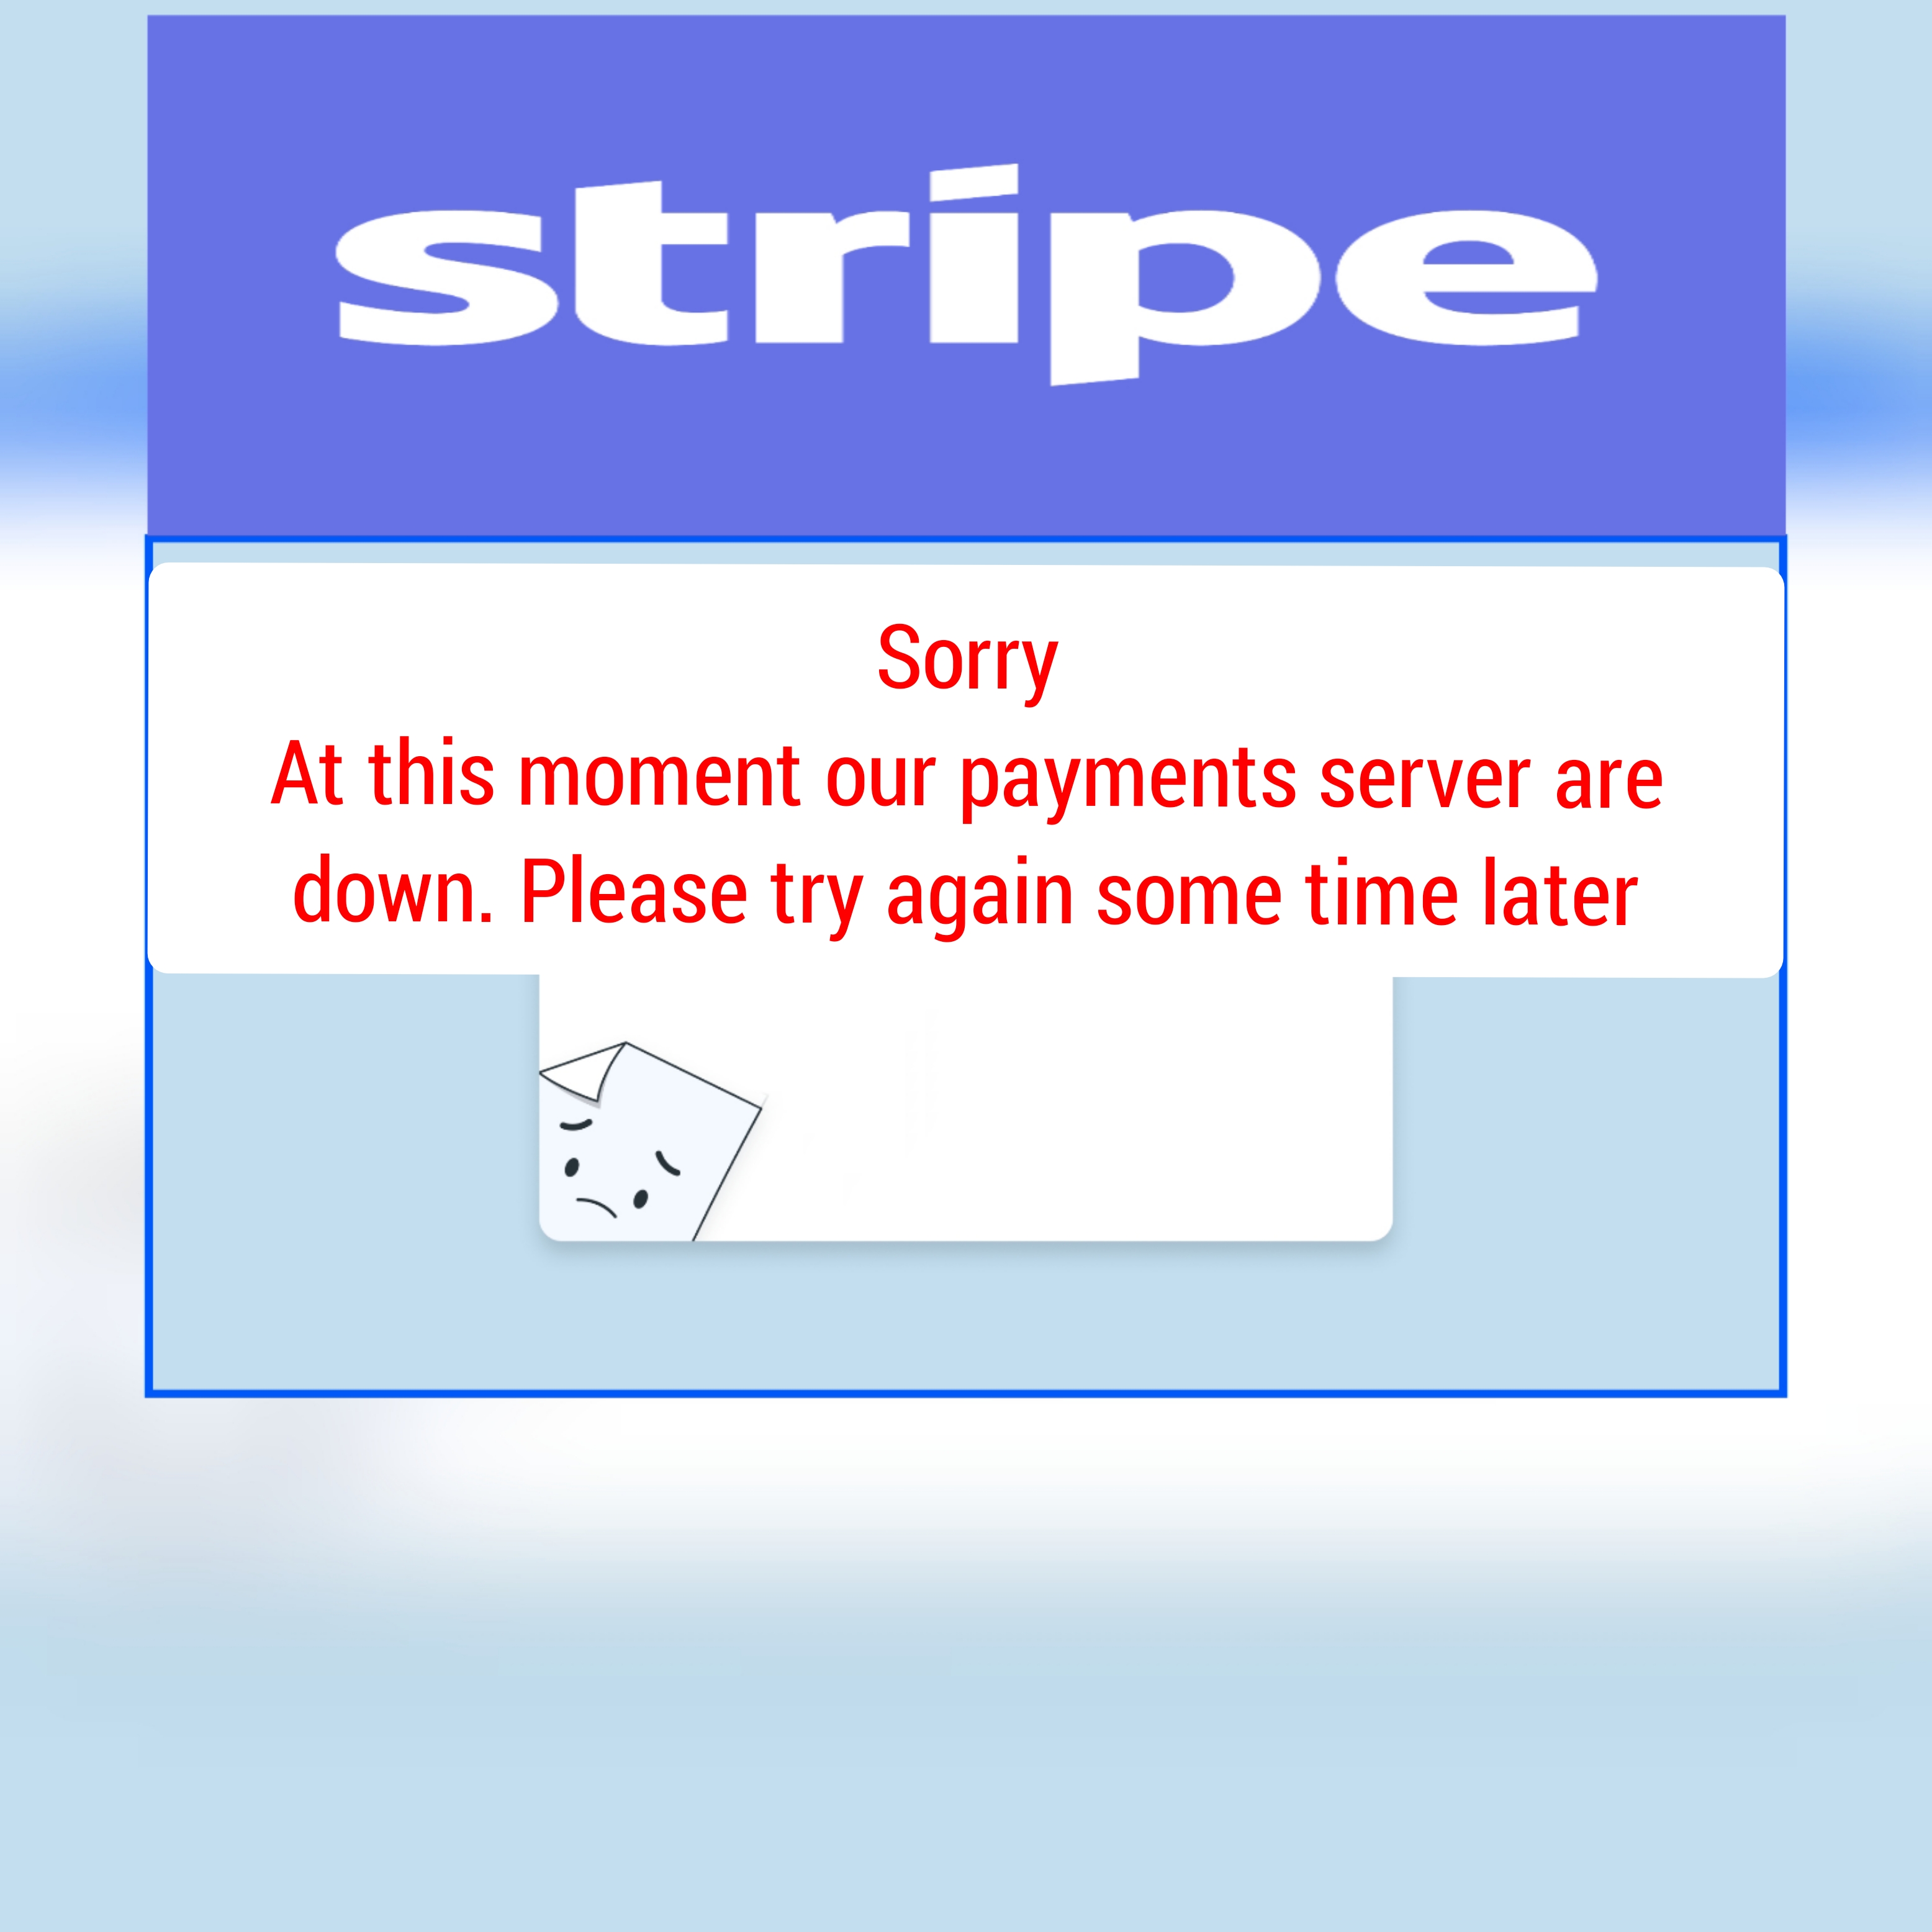 stripe
Sorry
At this moment our payments server are
down. Please try again some time later